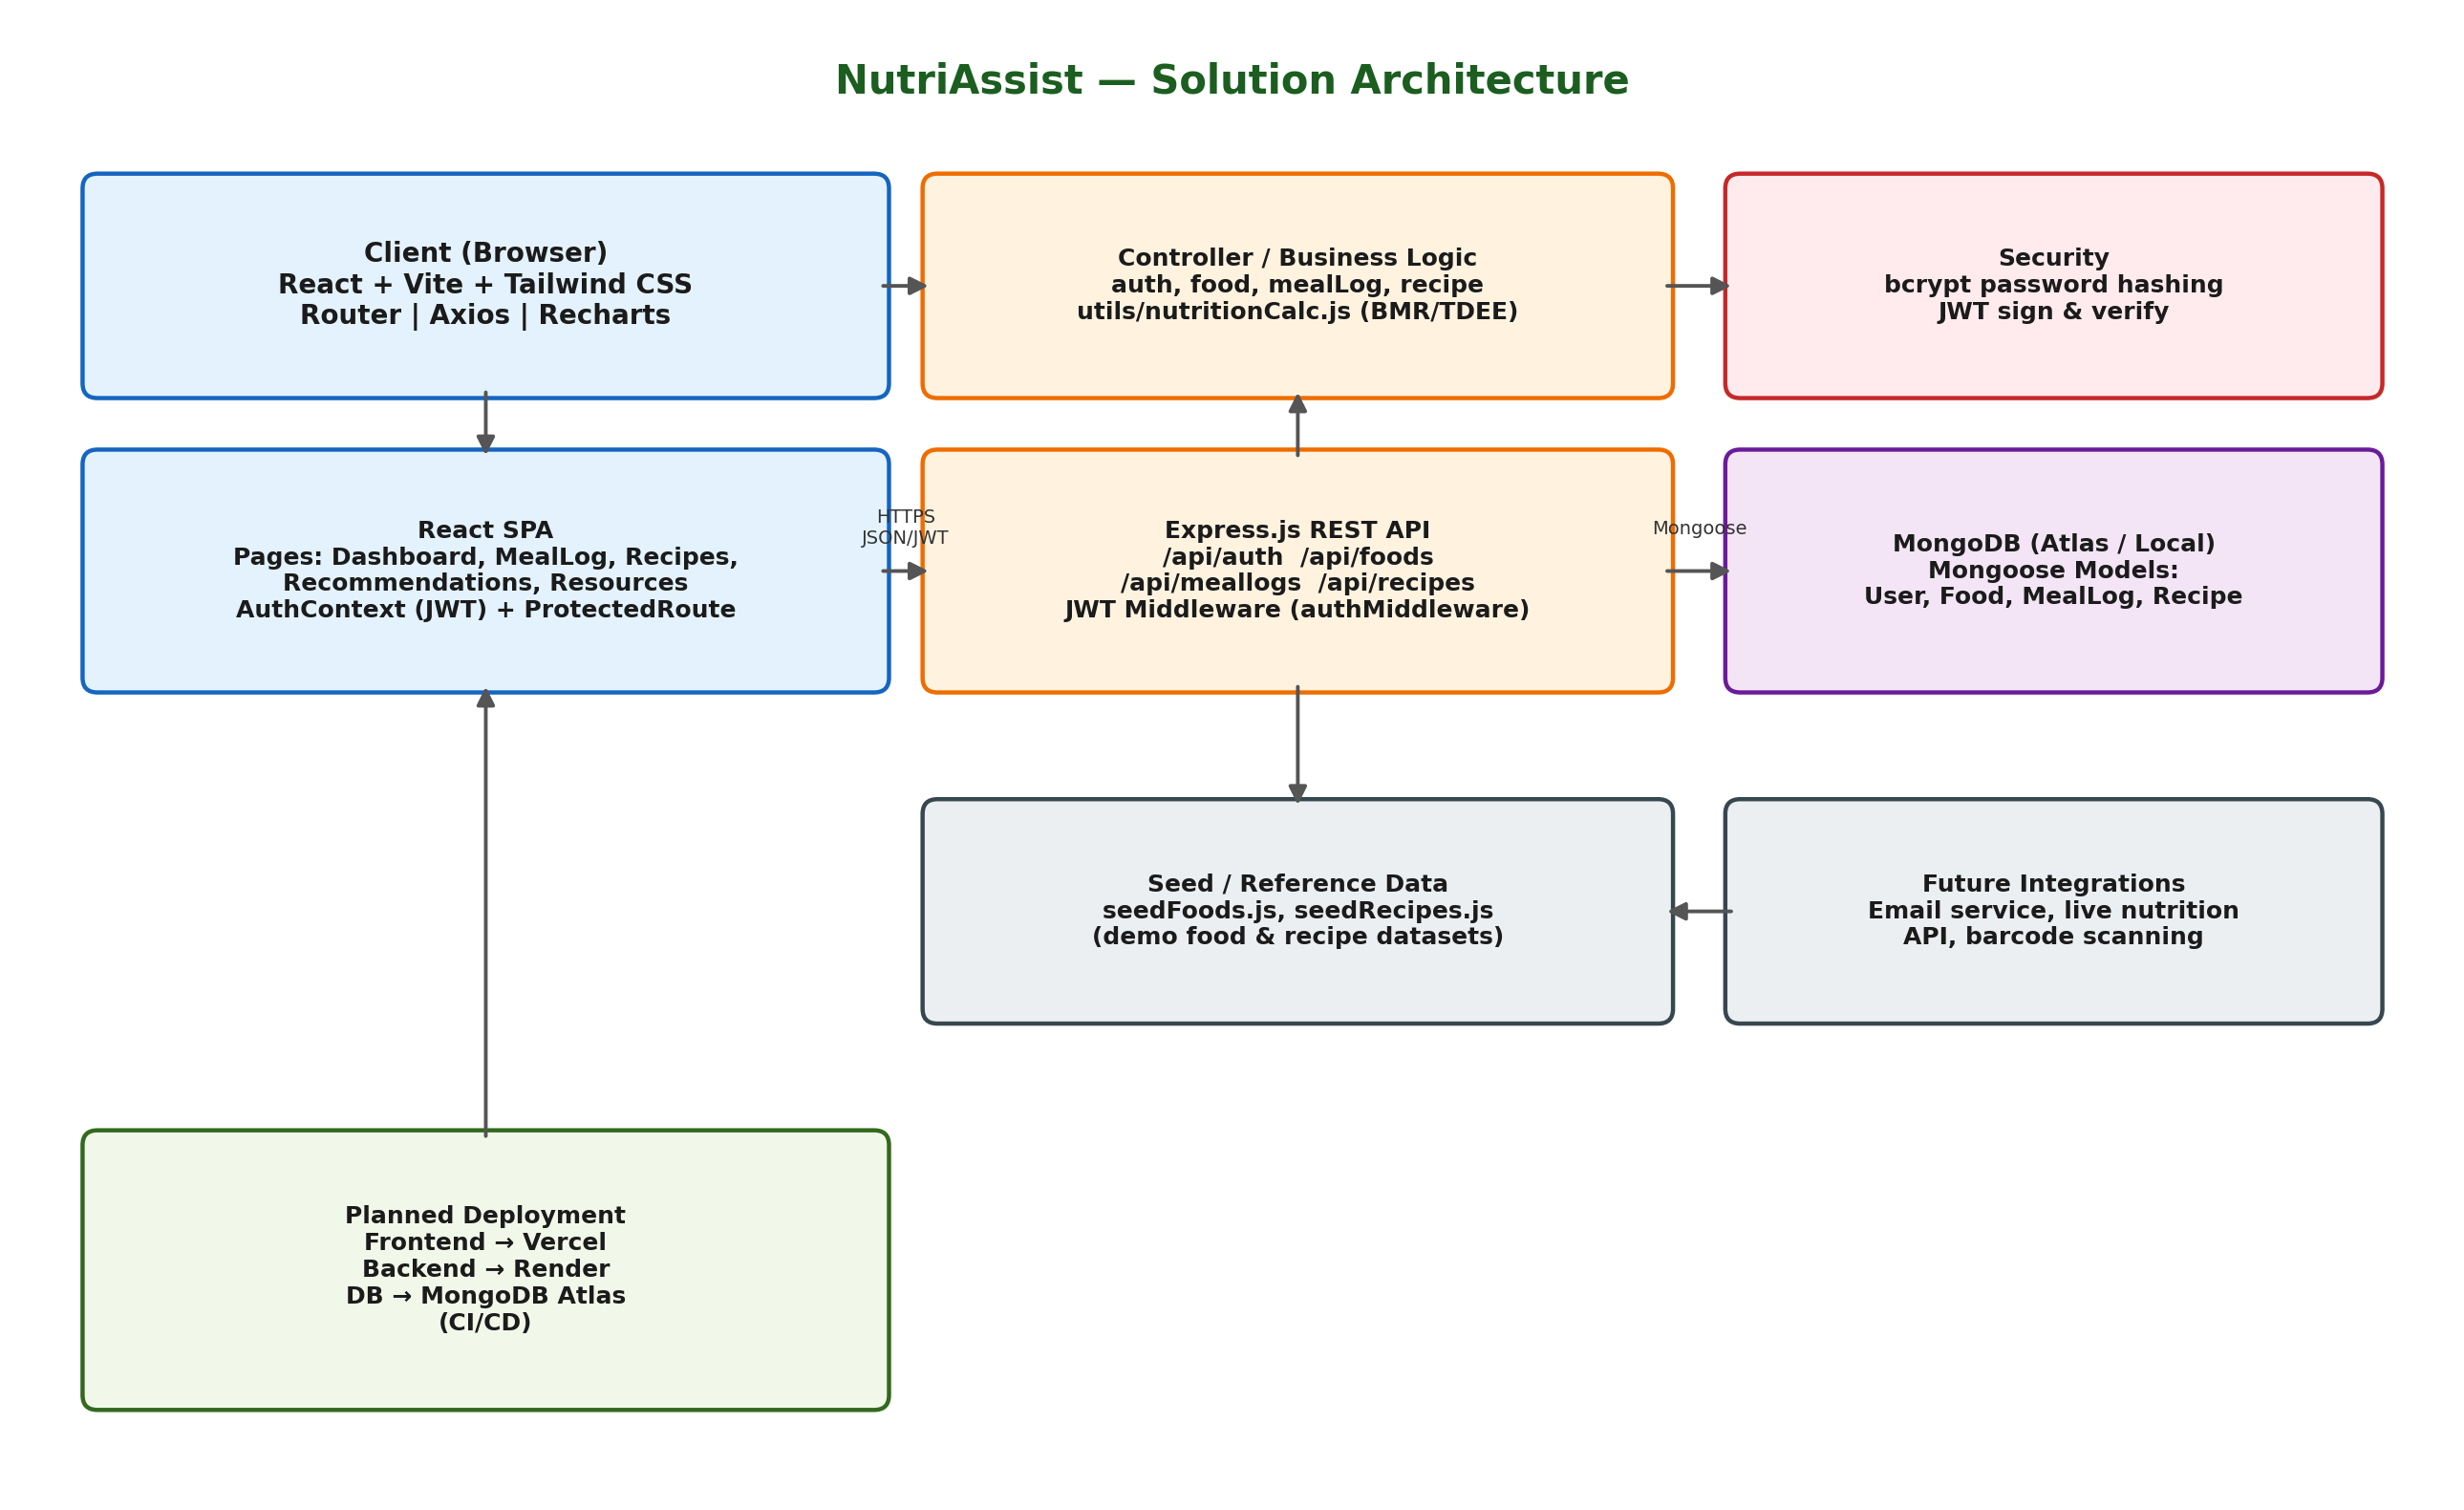 NutriAssist — Solution Architecture
Client (Browser)
React + Vite + Tailwind CSS
Router | Axios | Recharts
Controller / Business Logic
auth, food, mealLog, recipe
utils/nutritionCalc.js (BMR/TDEE)
Security
bcrypt password hashing
JWT sign & verify
React SPA
Pages: Dashboard, MealLog, Recipes,
Recommendations, Resources
AuthContext (JWT) + ProtectedRoute
HTTPS
JSON/JWT
Express.js REST API
/api/auth  /api/foods
/api/meallogs  /api/recipes
JWT Middleware (authMiddleware)
Mongoose
MongoDB (Atlas / Local)
Mongoose Models:
User, Food, MealLog, Recipe
Seed / Reference Data
seedFoods.js, seedRecipes.js
(demo food & recipe datasets)
Future Integrations
Email service, live nutrition
API, barcode scanning
Planned Deployment
Frontend → Vercel
Backend → Render
DB → MongoDB Atlas
(CI/CD)